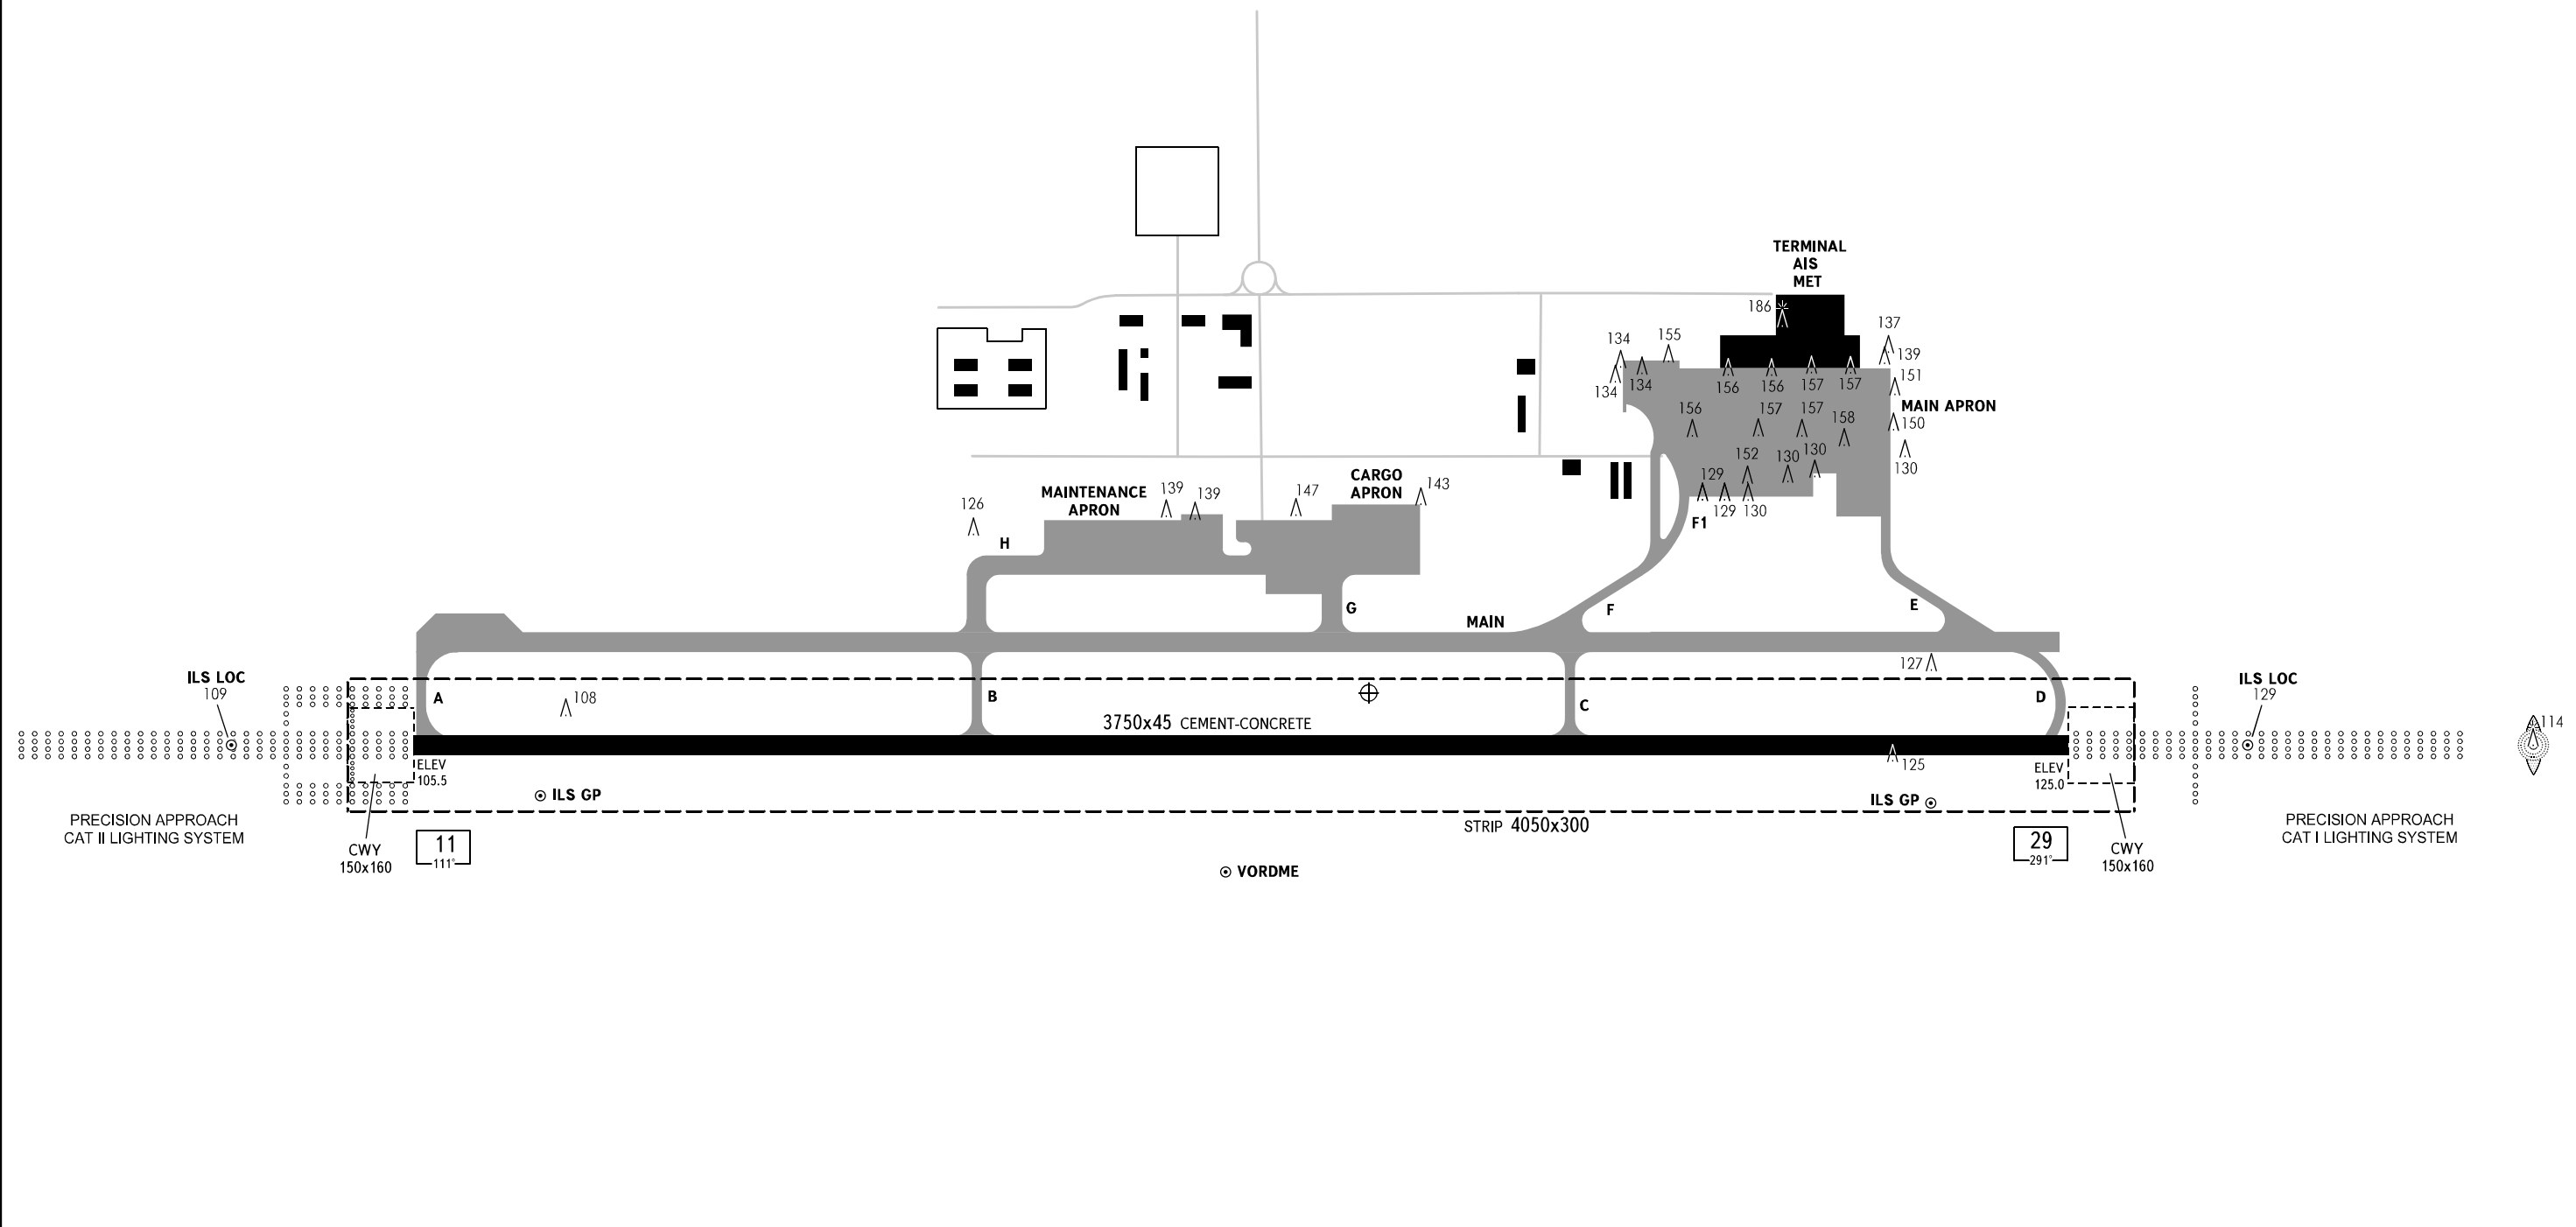 TERMINAL
AIS
MET
186
137
134
155
139
134
134
156
156
157
157
151
156
157
157
158
MAIN APRON
150
152
130
130
130
129
129
130
F1
CARGO
APRON
143
MAINTENANCE
APRON
139
139
147
126
H
G
MAIN
F
E
127
ILS LOC
109
A
108
B
C
D
ILS LOC
129
114
3750x45 CEMENT-CONCRETE
ELEV
105.5
125
ELEV
125.0
ILS GP
ILS GP
PRECISION APPROACH
CAT II LIGHTING SYSTEM
CWY
150x160
11
111°
STRIP 4050x300
29
291°
CWY
150x160
PRECISION APPROACH
CAT I LIGHTING SYSTEM
VORDME